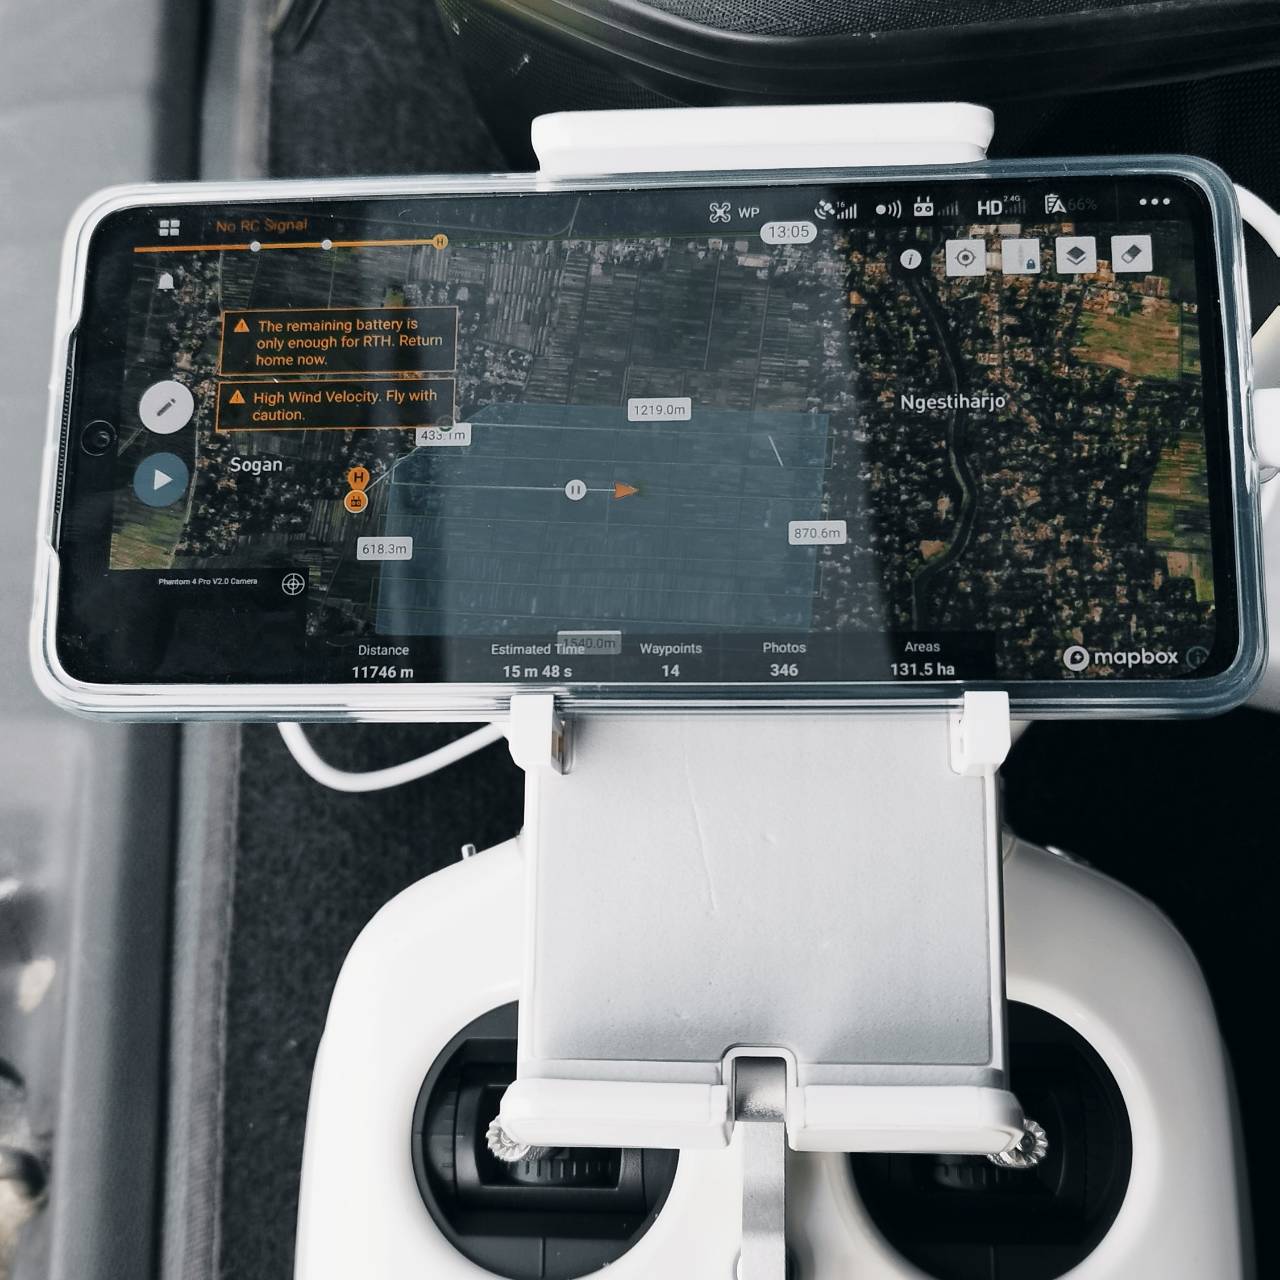 No RC Signal
WP
16
HD
2.4G
66%
13:05
The remaining battery is
only enough for RTH. Return
home now.
High Wind Velocity. Fly with
caution.
1219.0m
Ngestiharjo
433.1m
Sogan
H
H
870.6m
618.3m
Phantom 4 Pro V2.0 Camera
1540.0m
Distance
11746 m
Estimated Time
15 m 48 s
Waypoints
14
Photos
346
Areas
131.5 ha
mapbox